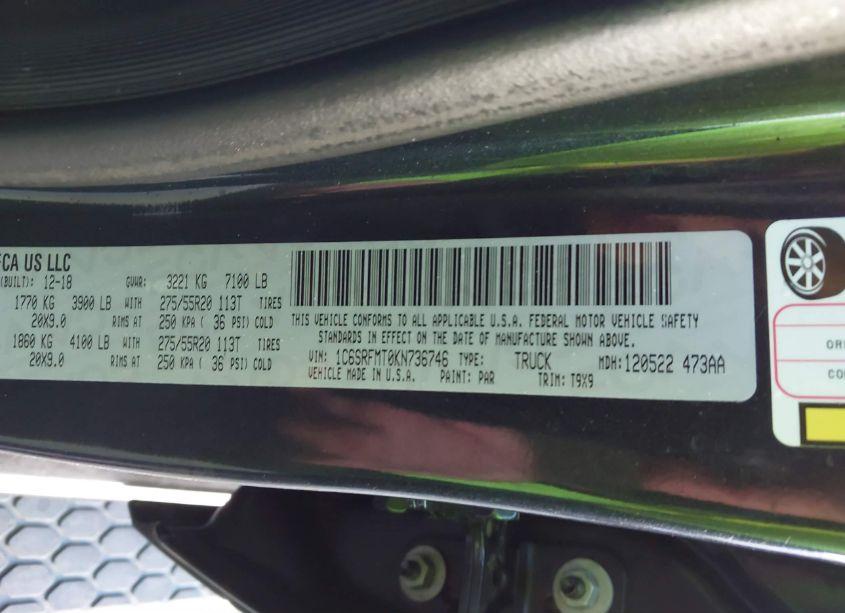 FCA US LLC
(BUILT): 12-18 GVWR: 3221 KG 7100 LB
1770 KG 3900 LB WITH 275/55R20 113T TIRES
20X9.0 RIMS AT 250 KPA ( 36 PSI) COLD
1860 KG 4100 LB WITH 275/55R20 113T TIRES
20X9.0 RIMS AT 250 KPA ( 36 PSI) COLD
THIS VEHICLE CONFORMS TO ALL APPLICABLE U.S.A. FEDERAL MOTOR VEHICLE SAFETY
STANDARDS IN EFFECT ON THE DATE OF MANUFACTURE SHOWN ABOVE.
VIN: 1C6SRFMT0KN736746 TYPE: TRUCK MDH:120522 473AA
VEHICLE MADE IN U.S.A. PAINT: PAR TRIM: T9X9